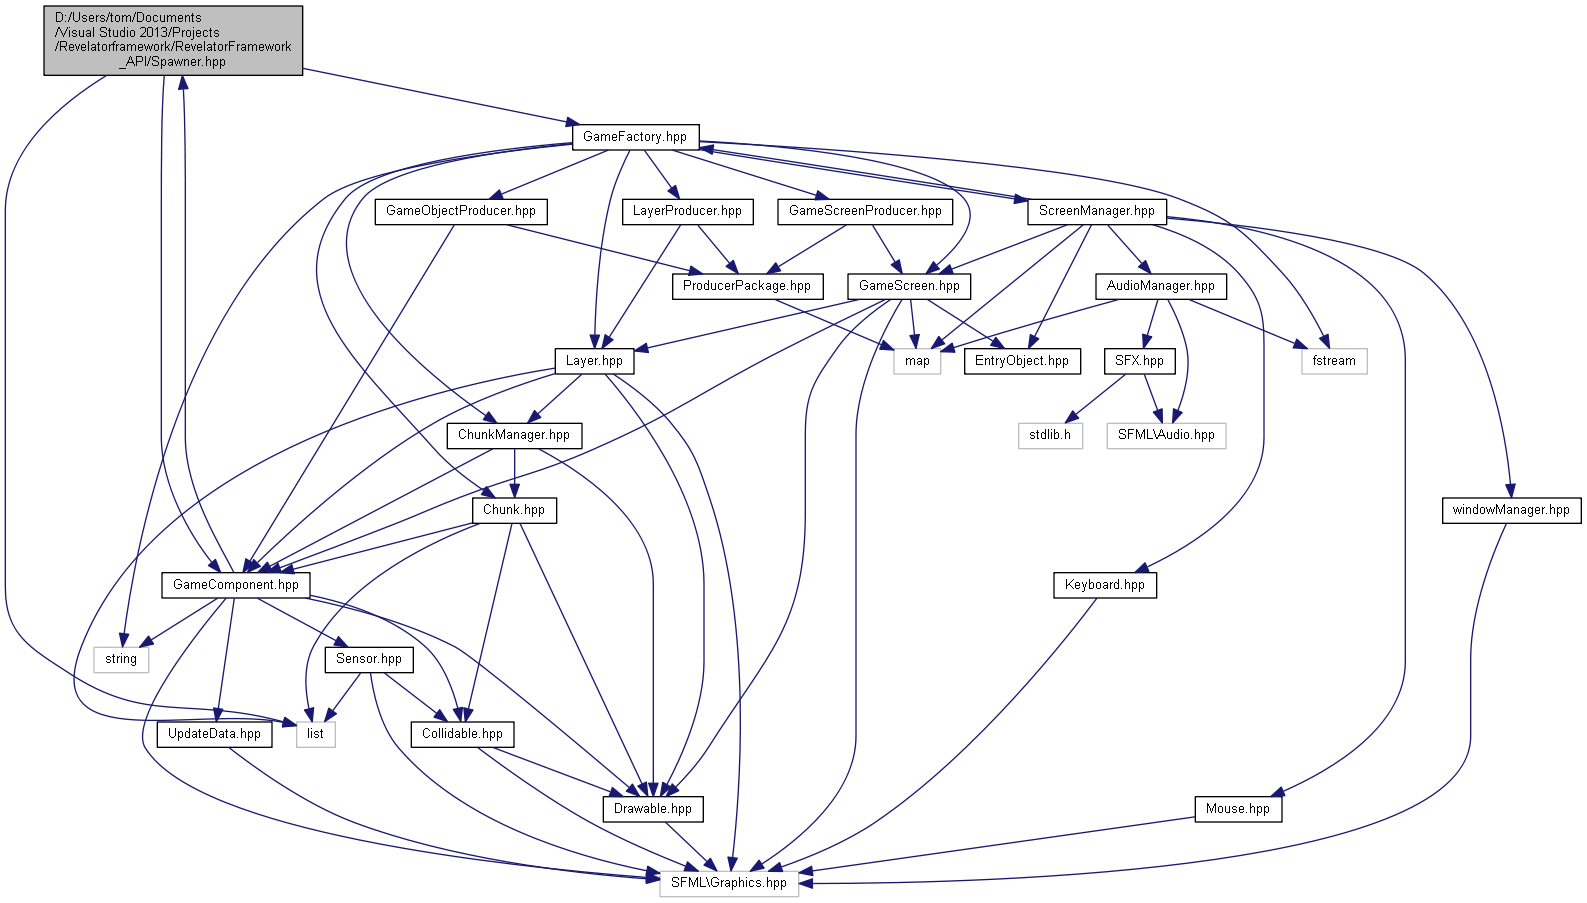 D:/Users/tom/Documents
/Visual Studio 2013/Projects
/Revelatorframework/RevelatorFramework
_API/Spawner.hpp
GameFactory.hpp
GameObjectProducer.hpp
LayerProducer.hpp
GameScreenProducer.hpp
ScreenManager.hpp
ProducerPackage.hpp
GameScreen.hpp
AudioManager.hpp
Layer.hpp
map
EntryObject.hpp
SFX.hpp
fstream
ChunkManager.hpp
stdlib.h
SFML\Audio.hpp
Chunk.hpp
windowManager.hpp
GameComponent.hpp
Keyboard.hpp
string
Sensor.hpp
UpdateData.hpp
list
Collidable.hpp
Drawable.hpp
Mouse.hpp
SFML\Graphics.hpp